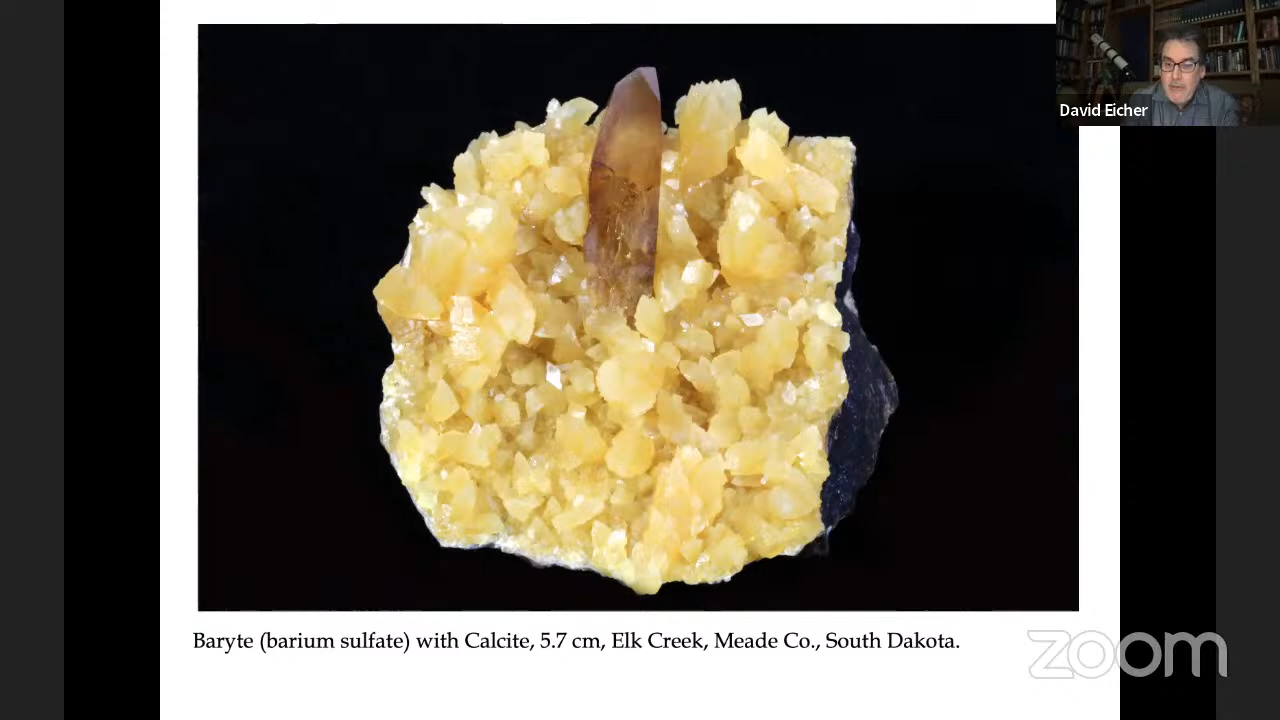 David Eicher
Baryte (barium sulfate) with Calcite, 5.7 cm, Elk Creek, Meade Co., South Dakota.
zoom